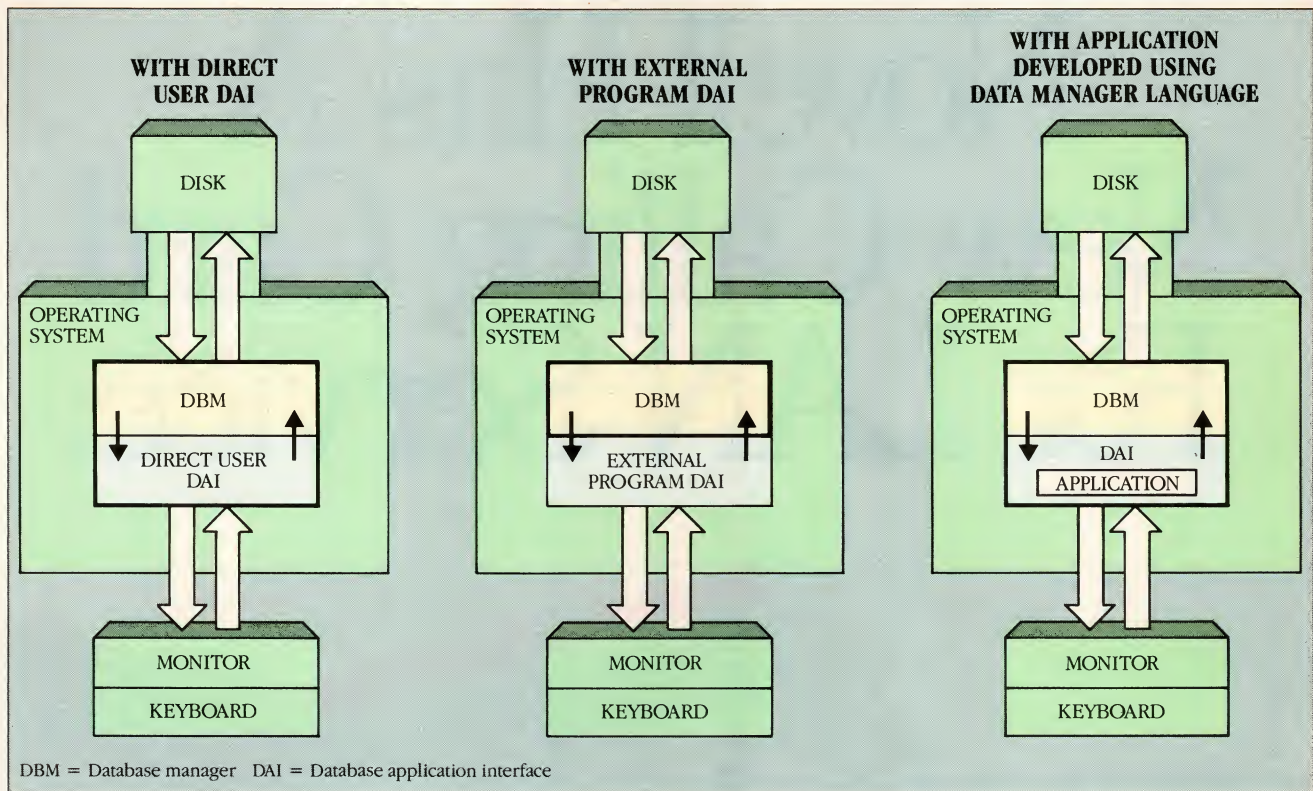 WITH DIRECT
USER DAI
DISK
OPERATING
SYSTEM
DBM
DIRECT USER
DAI
MONITOR
KEYBOARD
WITH EXTERNAL
PROGRAM DAI
DISK
OPERATING
SYSTEM
DBM
EXTERNAL
PROGRAM DAI
MONITOR
KEYBOARD
WITH APPLICATION
DEVELOPED USING
DATA MANAGER LANGUAGE
DISK
OPERATING
SYSTEM
DBM
DAI
APPLICATION
MONITOR
KEYBOARD
DBM = Database manager DAI = Database application interface